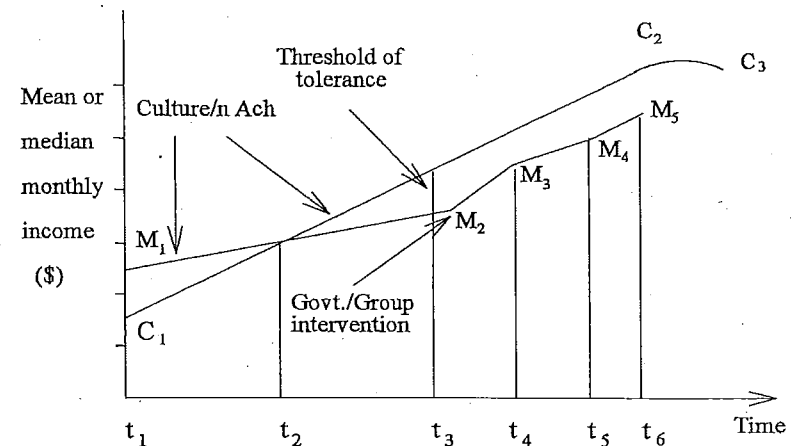 C₂
C₃
Threshold of
tolerance
Mean or
median
monthly
income
($)
Culture/n Ach
M₁
C₁
M₂
M₃
M₄
M₅
Govt./Group
intervention
t₁
t₂
t₃
t₄
t₅
t₆
Time